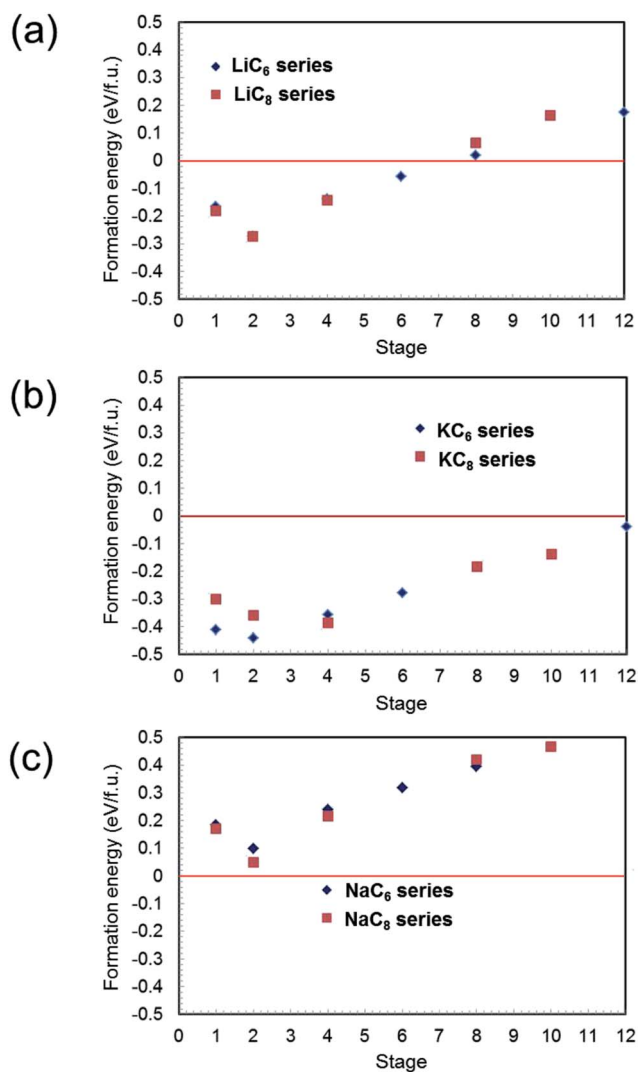 (a)
0.5
0.4
0.3
0.2
0.1
0
-0.1
-0.2
-0.3
-0.4
-0.5
Formation energy (eV/f.u.)
LiC6 series
LiC8 series
0 1 2 3 4 5 6 7 8 9 10 11 12
Stage
(b)
0.5
0.4
0.3
0.2
0.1
0
-0.1
-0.2
-0.3
-0.4
-0.5
Formation energy (eV/f.u.)
KC6 series
KC8 series
0 1 2 3 4 5 6 7 8 9 10 11 12
Stage
(c)
0.5
0.4
0.3
0.2
0.1
0
-0.1
-0.2
-0.3
-0.4
-0.5
Formation energy (eV/f.u.)
NaC6 series
NaC8 series
0 1 2 3 4 5 6 7 8 9 10 11 12
Stage